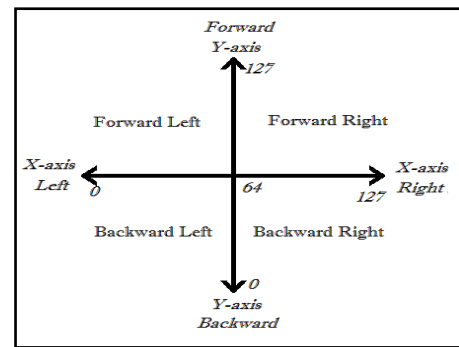 Forward
Y-axis
127
Forward Left Forward Right
X-axis
Left
0
64
127
X-axis
Right
Backward Left Backward Right
0
Y-axis
Backward